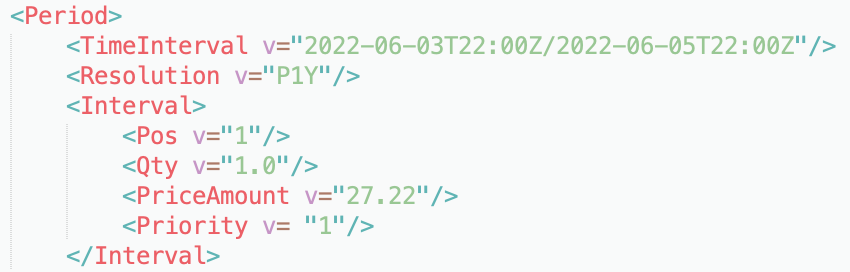 <Period>
<TimeInterval v="2022-06-03T22:00Z/2022-06-05T22:00Z"/>
<Resolution v="P1Y"/>
<Interval>
<Pos v="1"/>
<Qty v="1.0"/>
<PriceAmount v="27.22"/>
<Priority v= "1"/>
</Interval>